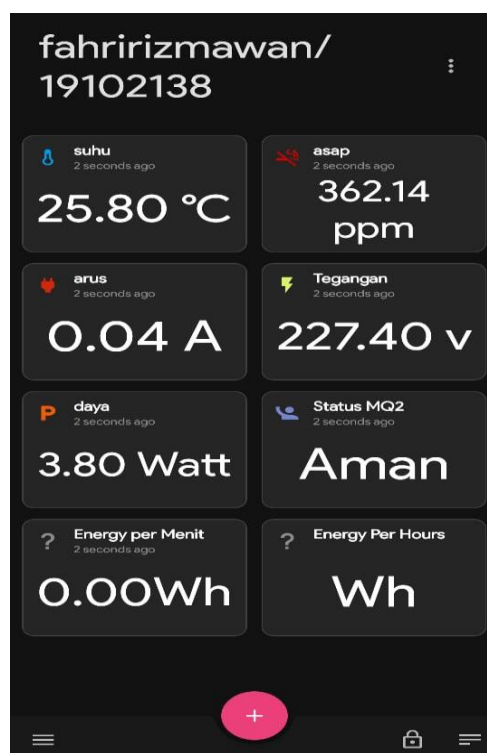 fahririzmawan/
19102138
suhu
2 seconds ago
25.80 °C
asap
2 seconds ago
362.14
ppm
arus
2 seconds ago
0.04 A
Tegangan
2 seconds ago
227.40 v
P
daya
2 seconds ago
3.80 Watt
Status MQ2
2 seconds ago
Aman
?
Energy per Menit
2 seconds ago
0.00Wh
?
Energy Per Hours
Wh
+